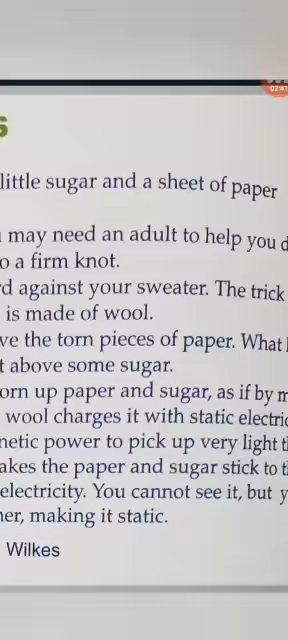 s
little sugar and a sheet of paper
may need an adult to help you d
o a firm knot.
rd against your sweater. The trick
is made of wool.
ve the torn pieces of paper. What
t above some sugar.
orn up paper and sugar, as if by m
wool charges it with static electric
netic power to pick up very light t
akes the paper and sugar stick to t
electricity. You cannot see it, but y
her, making it static.
Wilkes
02:41